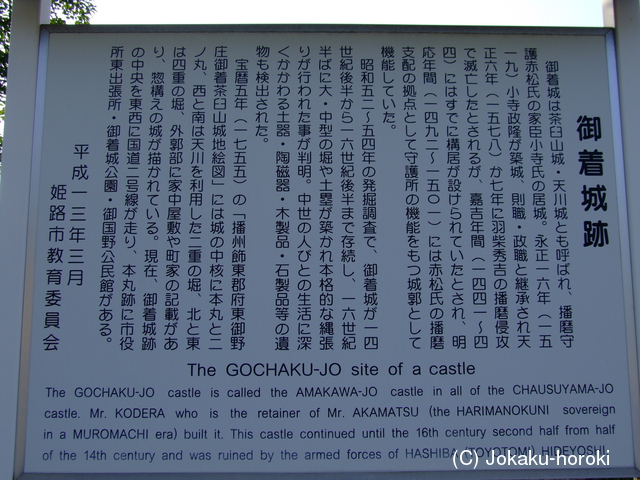 御着城跡
御着城は茶臼山城・天川城とも呼ばれ、播磨守
護赤松氏の家臣小寺氏の居城。永正一六年（一五
一九）小寺政隆が築城、則職・政職と継承され天
正六年（一五七八）か七年に羽柴秀吉の播磨侵攻
で滅亡したとされるが、嘉吉年間（一四四一～四
四）にはすでに構居が設けられていたとされ、明
応年間（一四九二～一五〇一）には赤松氏の播磨
支配の拠点として守護所の機能をもつ城郭として
機能していた。
昭和五二～五四年の発掘調査で、御着城が一四
世紀後半から一六世紀後半まで存続し、一六世紀
半ばに大・中型の堀や土塁が築かれ本格的な縄張
りが行われた事が判明。中世の人びとの生活に深
くかかわる土器・陶磁器・木製品・石製品等の遺
物も検出された。
宝暦五年（一七五五）の「播州飾東郡府東御野
庄御着茶臼山城地絵図」には城の中核に本丸と二
ノ丸、西と南は天川を利用した二重の堀、北と東
は四重の堀、外郭部に家中屋敷や町家の記載があ
り、惣構えの城が描かれている。現在、御着城跡
の中央を東西に国道二号線が走り、本丸跡に市役
所東出張所・御着城公園・御国野公民館がある。
平成一三年三月
姫路市教育委員会
The GOCHAKU-JO site of a castle
The GOCHAKU-JO castle is called the AMAKAWA-JO castle in all of the CHAUSUYAMA-JO
castle. Mr. KODERA who is the retainer of Mr. AKAMATSU (the HARIMANOKUNI sovereign
in a MUROMACHI era) built it. This castle continued until the 16th century second half from half
of the 14th century and was ruined by the armed forces of HASHIBA (TOYOTOMI) HIDEYOSHI.
(C) Jokaku-horoki